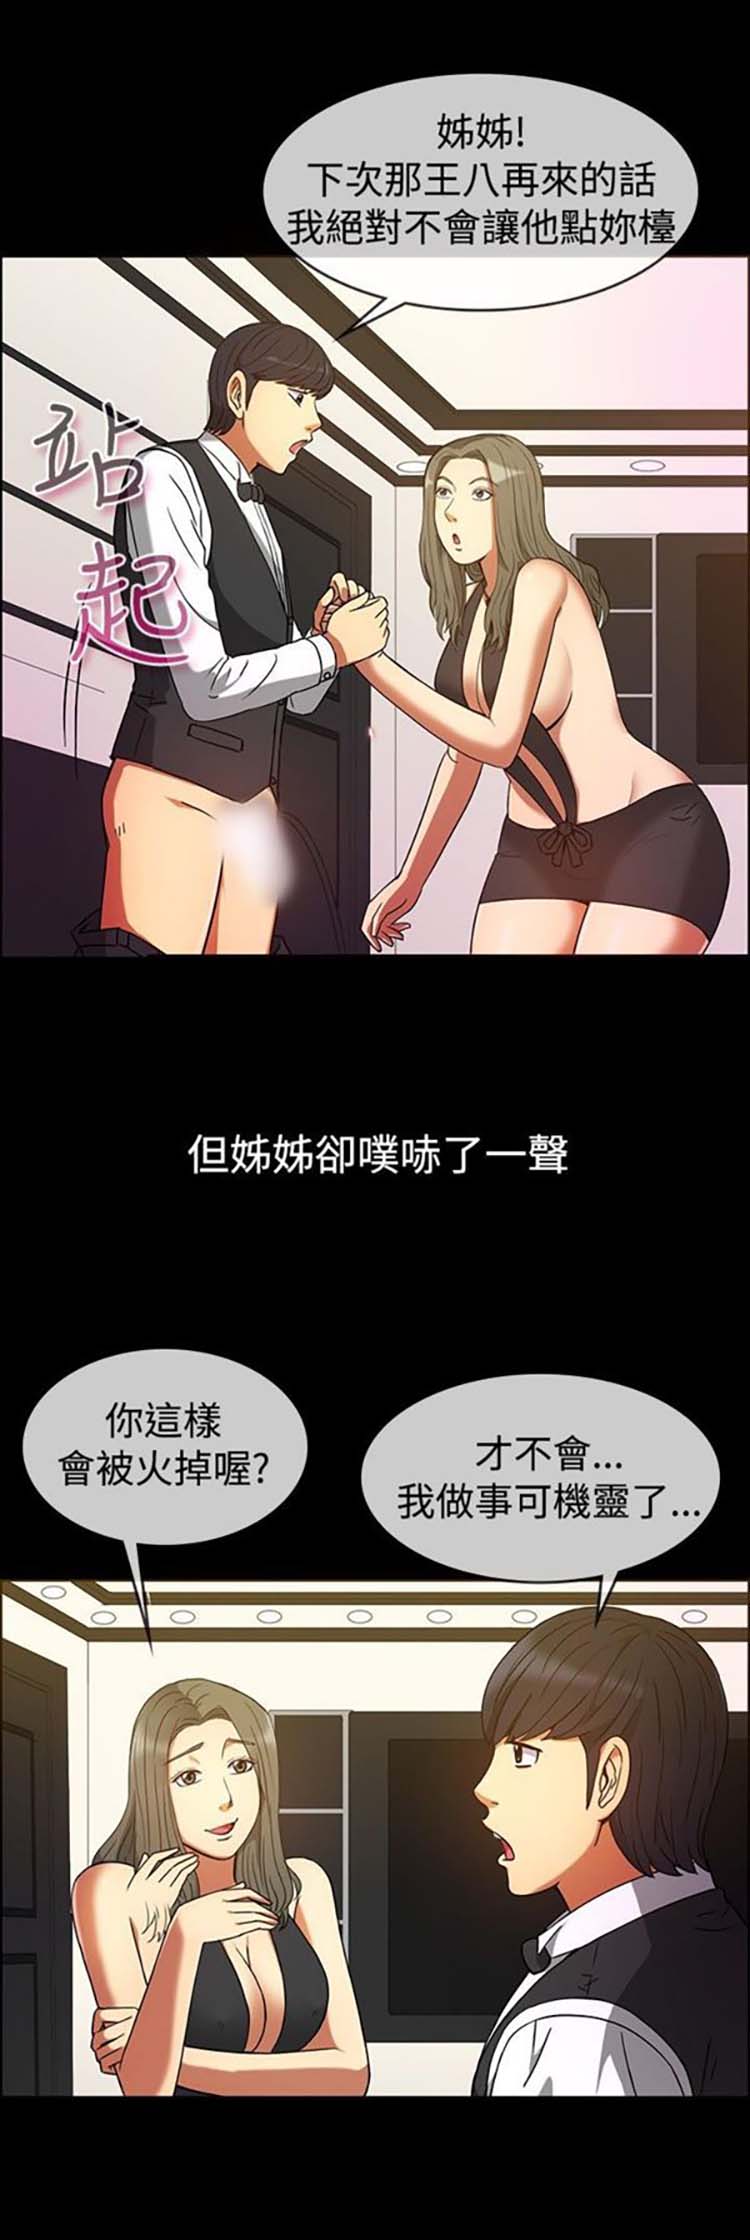 姊姊!
下次那王八再來的話
我絕對不會讓他點妳檯
站
起
但姊姊卻噗哧了一聲
你這樣
會被火掉喔?
才不會...
我做事可機靈了...